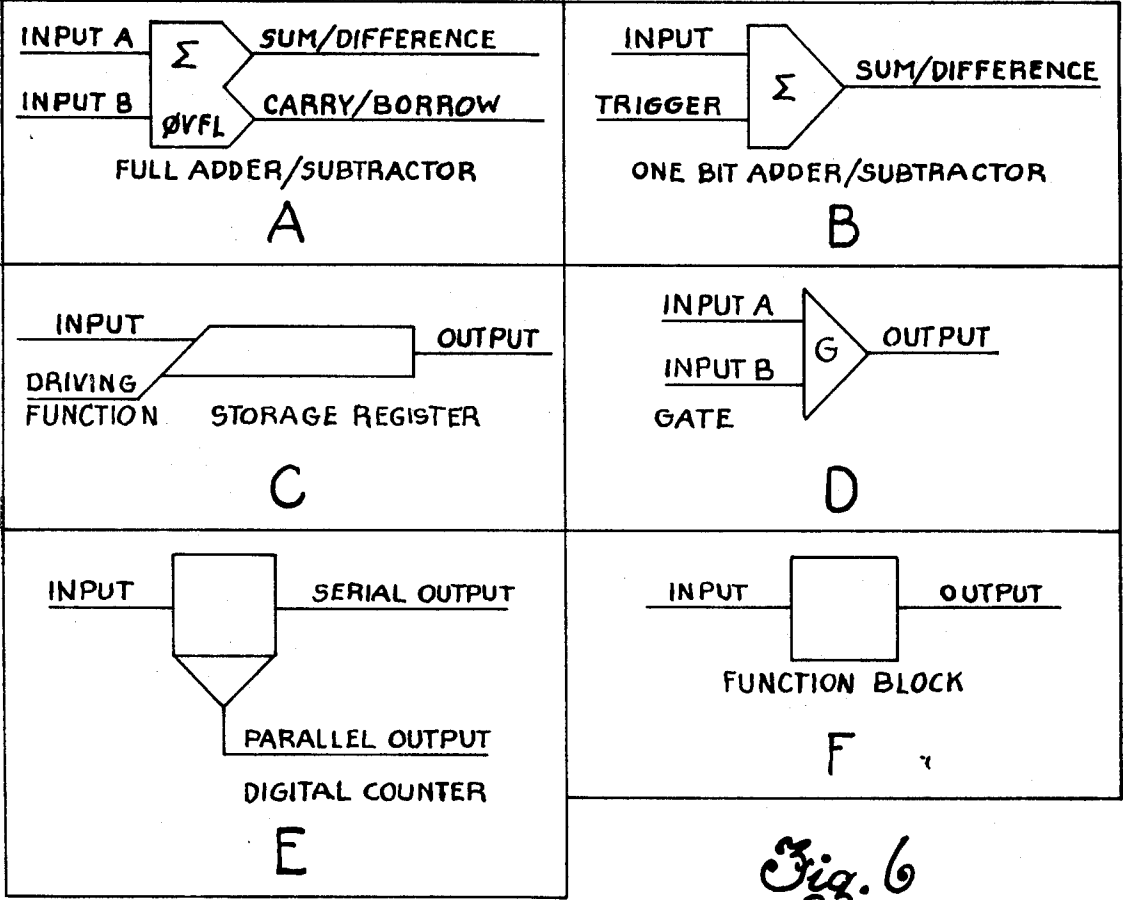 INPUT A
Σ
SUM/DIFFERENCE
INPUT B
ØVFL
CARRY/BORROW
FULL ADDER/SUBTRACTOR
A
INPUT
TRIGGER
Σ
SUM/DIFFERENCE
ONE BIT ADDER/SUBTRACTOR
B
INPUT
OUTPUT
DRIVING
FUNCTION
STORAGE REGISTER
C
INPUT A
INPUT B
G
OUTPUT
GATE
D
INPUT
SERIAL OUTPUT
PARALLEL OUTPUT
DIGITAL COUNTER
E
INPUT
OUTPUT
FUNCTION BLOCK
F
Fig. 6